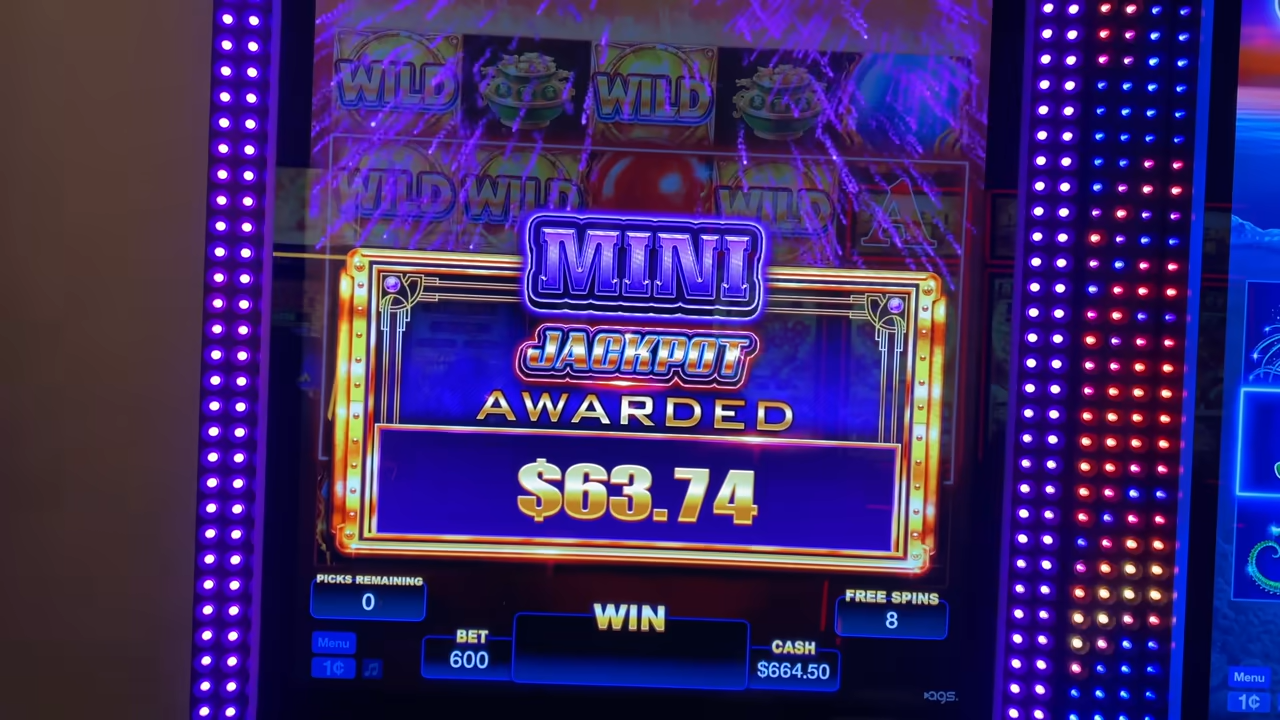 WILD WILD
WILD WILD WILD A
MINI
JACKPOT
AWARDED
$63.74
PICKS REMAINING
0
WIN
FREE SPINS
8
Menu
1¢
BET
600
CASH
$664.50
ags.
Menu
1¢